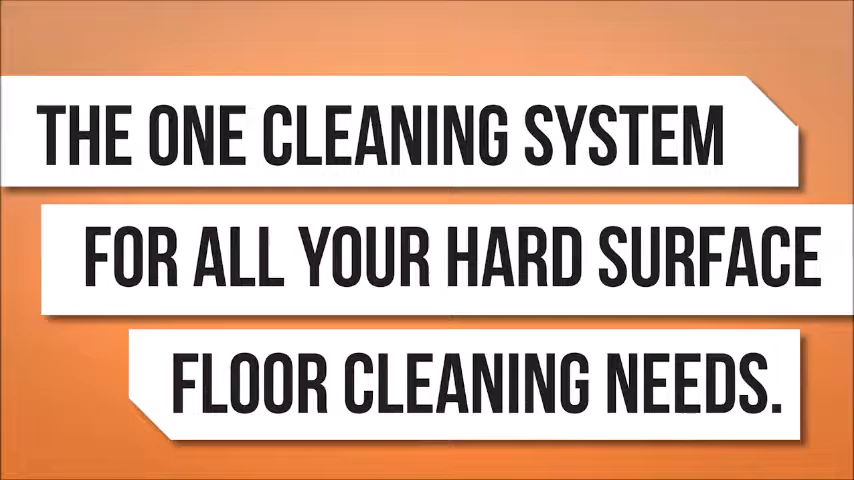 THE ONE CLEANING SYSTEM
FOR ALL YOUR HARD SURFACE
FLOOR CLEANING NEEDS.